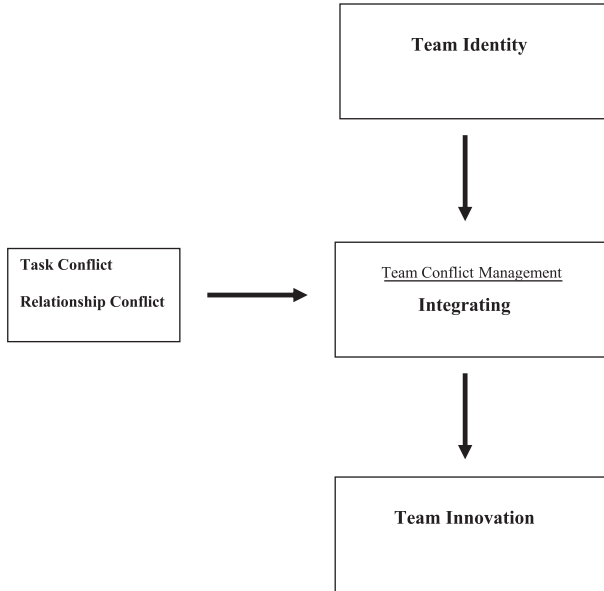 Team Identity
Task Conflict
Relationship Conflict
Team Conflict Management
Integrating
Team Innovation